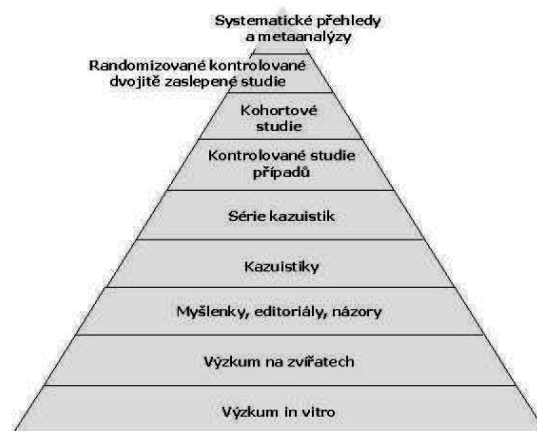 Systematické přehledy
a metaanalýzy
Randomizované kontrolované
dvojitě zaslepené studie
Kohortové
studie
Kontrolované studie
případů
Série kazuistik
Kazuistiky
Myšlenky, editoriály, názory
Výzkum na zvířatech
Výzkum in vitro